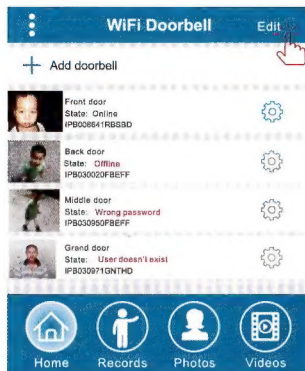 WiFi Doorbell Edit
Add doorbell
Front door
State: Online
IPB008641RBSBD
Back door
State: Offline
IPB030020FBEFF
Middle door
State: Wrong password
IPB030950FBEFF
Grand door
State: User doesn't exist
IPB030971GNTHD
Home Records Photos Videos